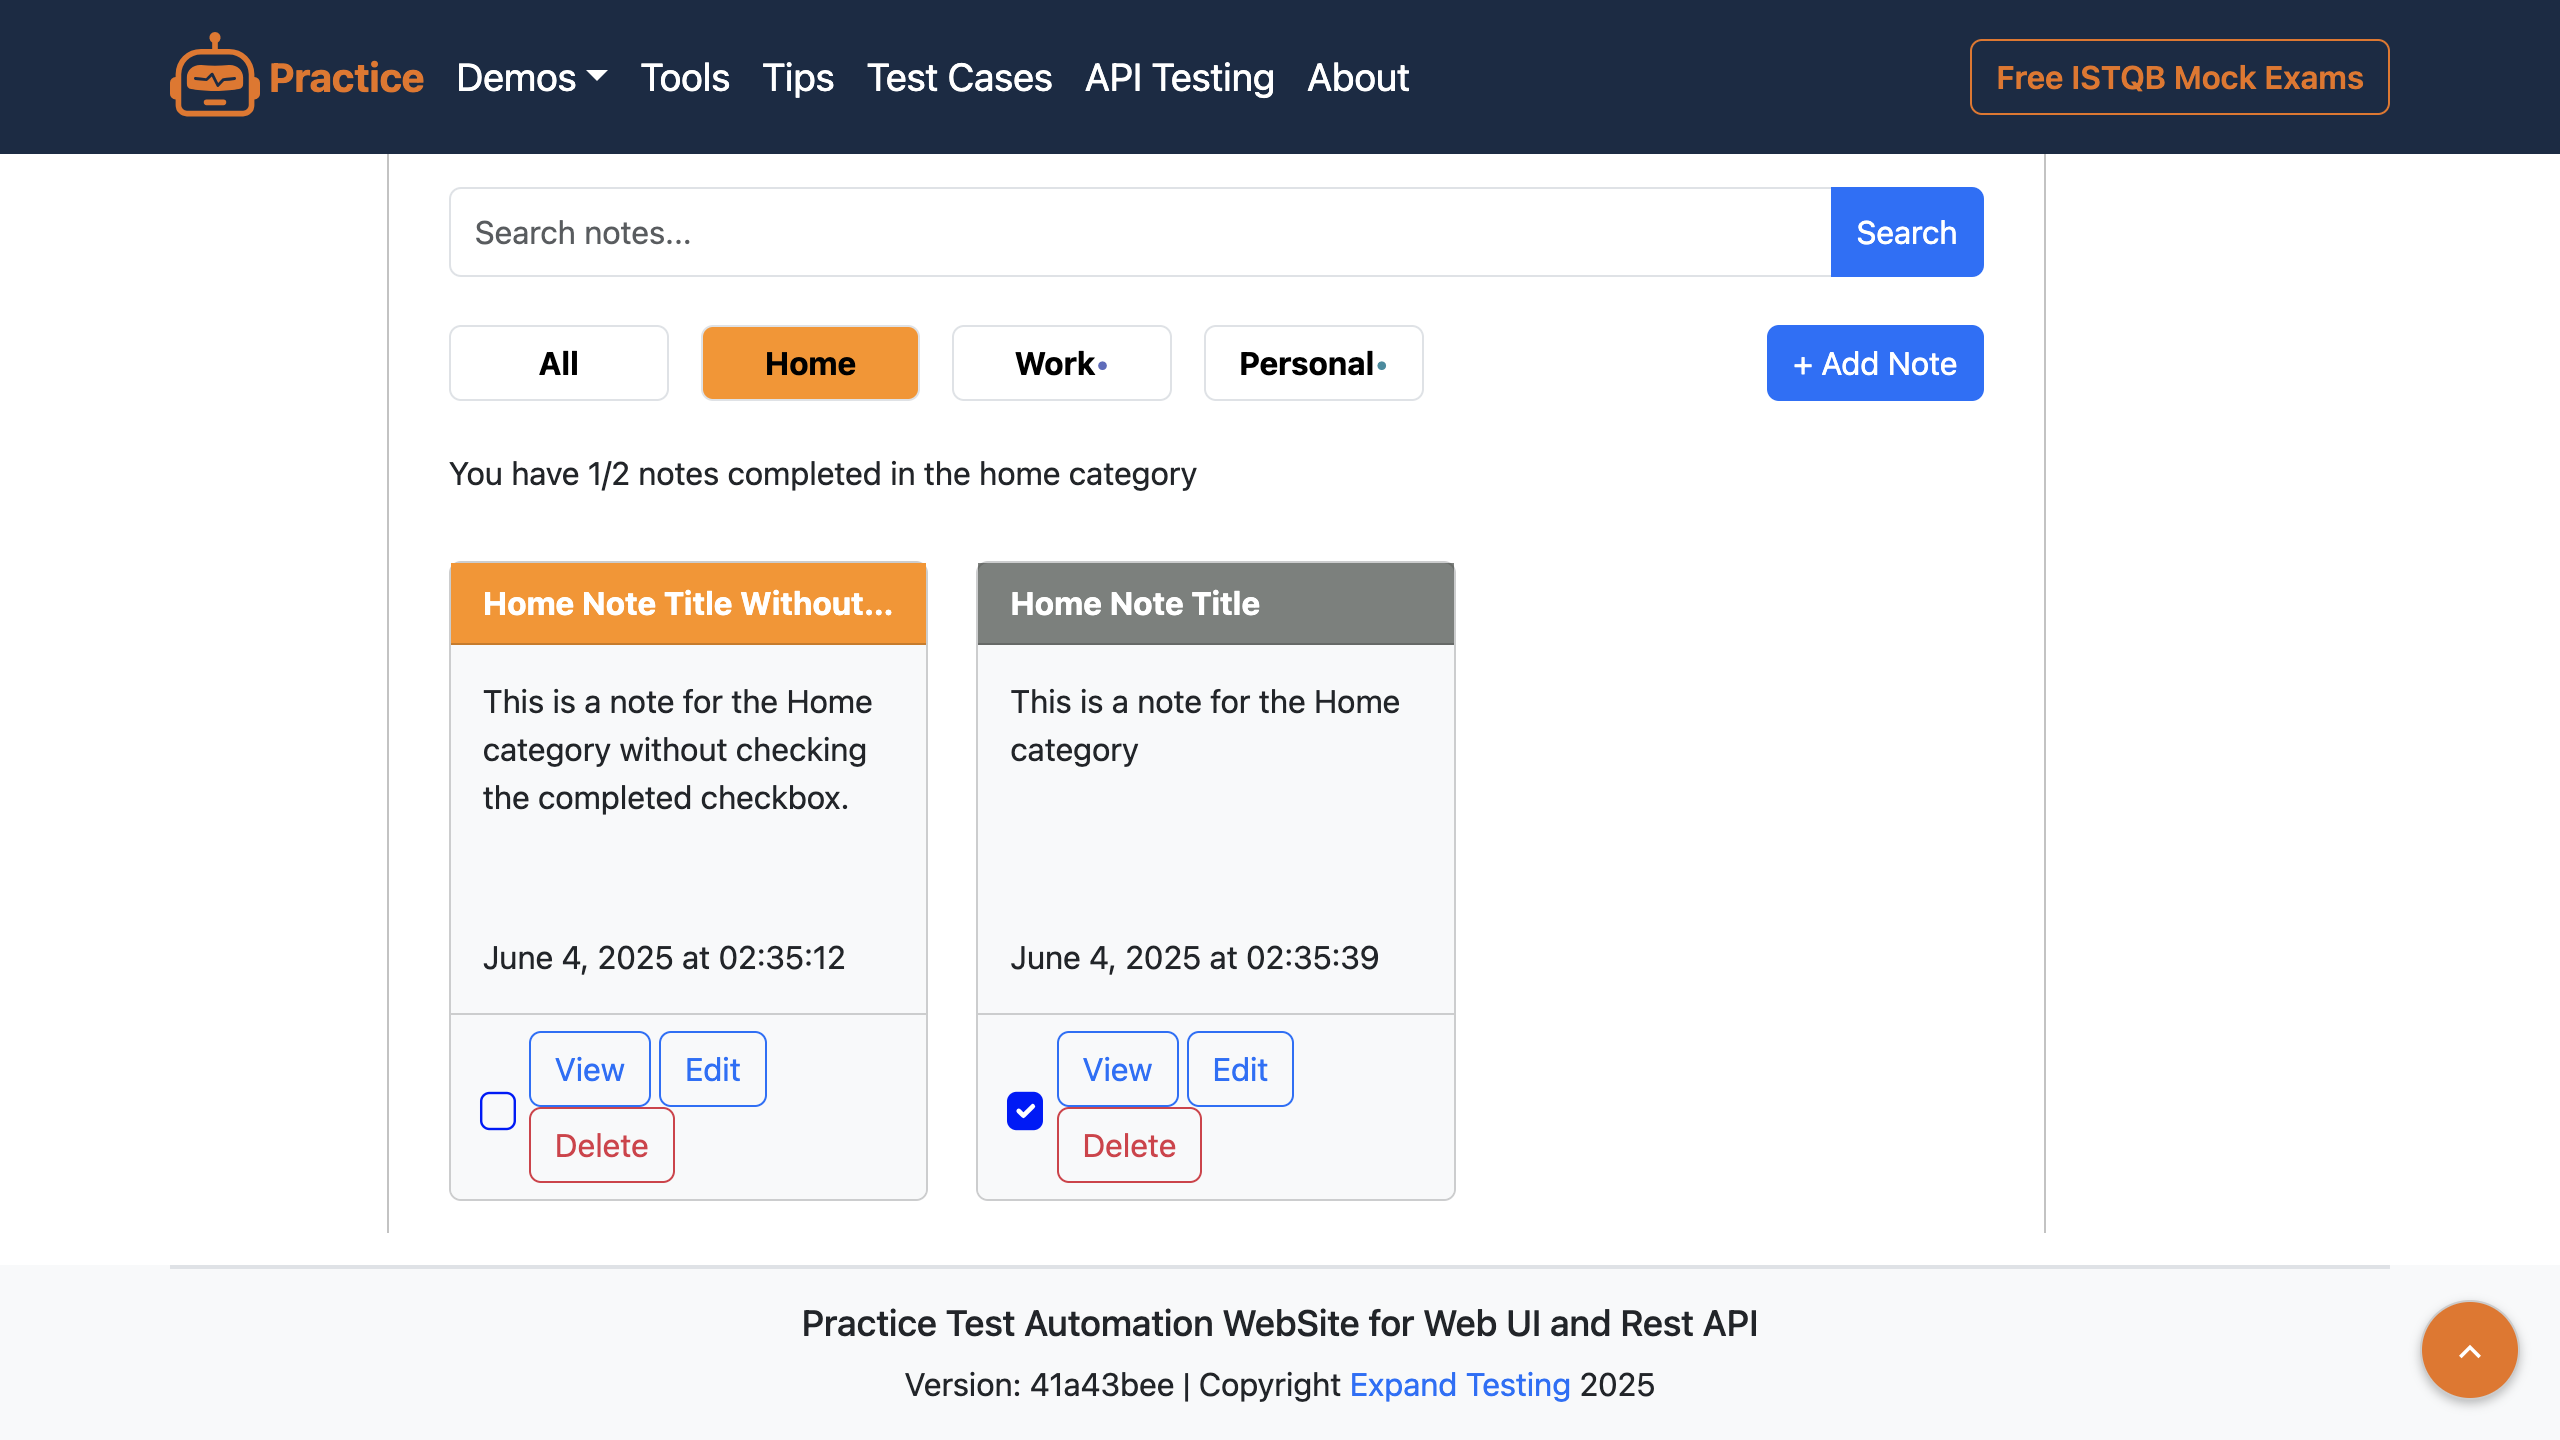 Practice Demos Tools Tips Test Cases API Testing About Free ISTQB Mock Exams
Search notes... Search
All Home Work Personal + Add Note
You have 1/2 notes completed in the home category
Home Note Title Without...
This is a note for the Home
category without checking
the completed checkbox.
June 4, 2025 at 02:35:12
View Edit
Delete
Home Note Title
This is a note for the Home
category
June 4, 2025 at 02:35:39
View Edit
Delete
Practice Test Automation WebSite for Web UI and Rest API
Version: 41a43bee | Copyright Expand Testing 2025